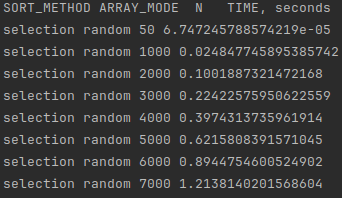 SORT_METHOD ARRAY_MODE  N   TIME, seconds
selection random 50 6.747245788574219e-05
selection random 1000 0.024847745895385742
selection random 2000 0.1001887321472168
selection random 3000 0.22422575950622559
selection random 4000 0.3974313735961914
selection random 5000 0.6215808391571045
selection random 6000 0.8944754600524902
selection random 7000 1.2138140201568604